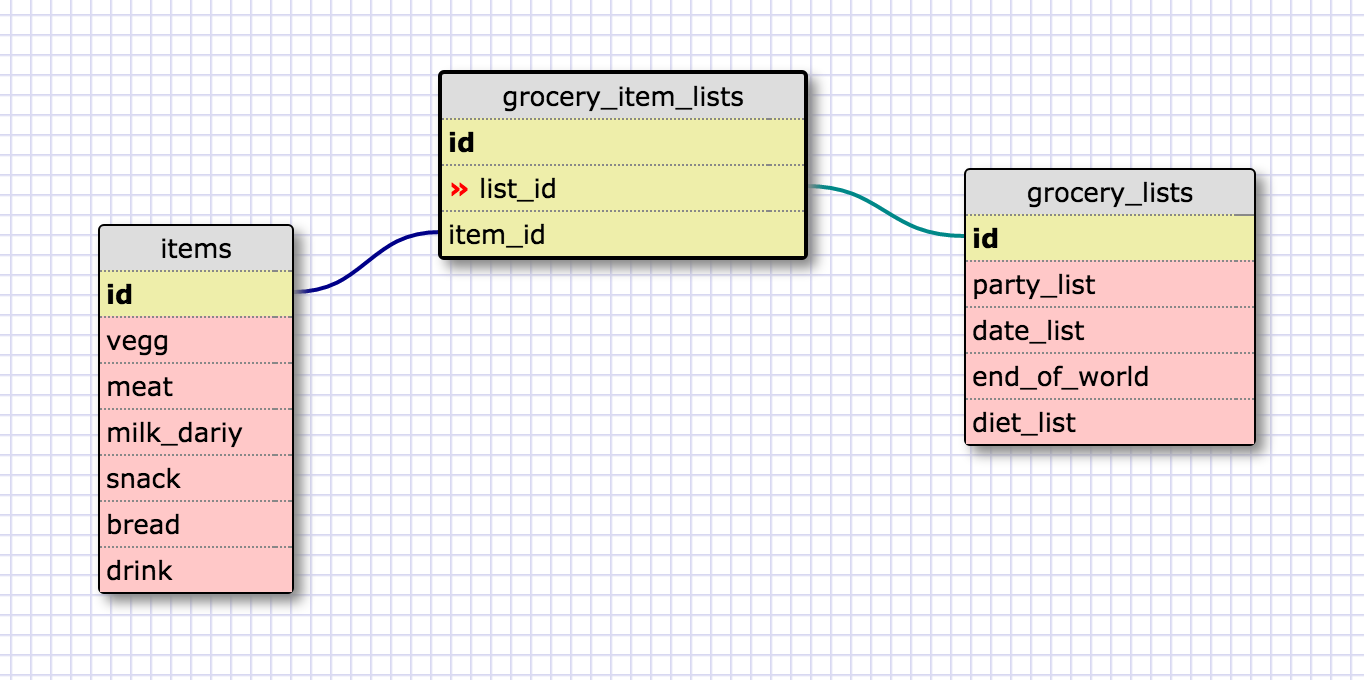 grocery_item_lists
id
» list_id
item_id
items
id
vegg
meat
milk_dariy
snack
bread
drink
grocery_lists
id
party_list
date_list
end_of_world
diet_list